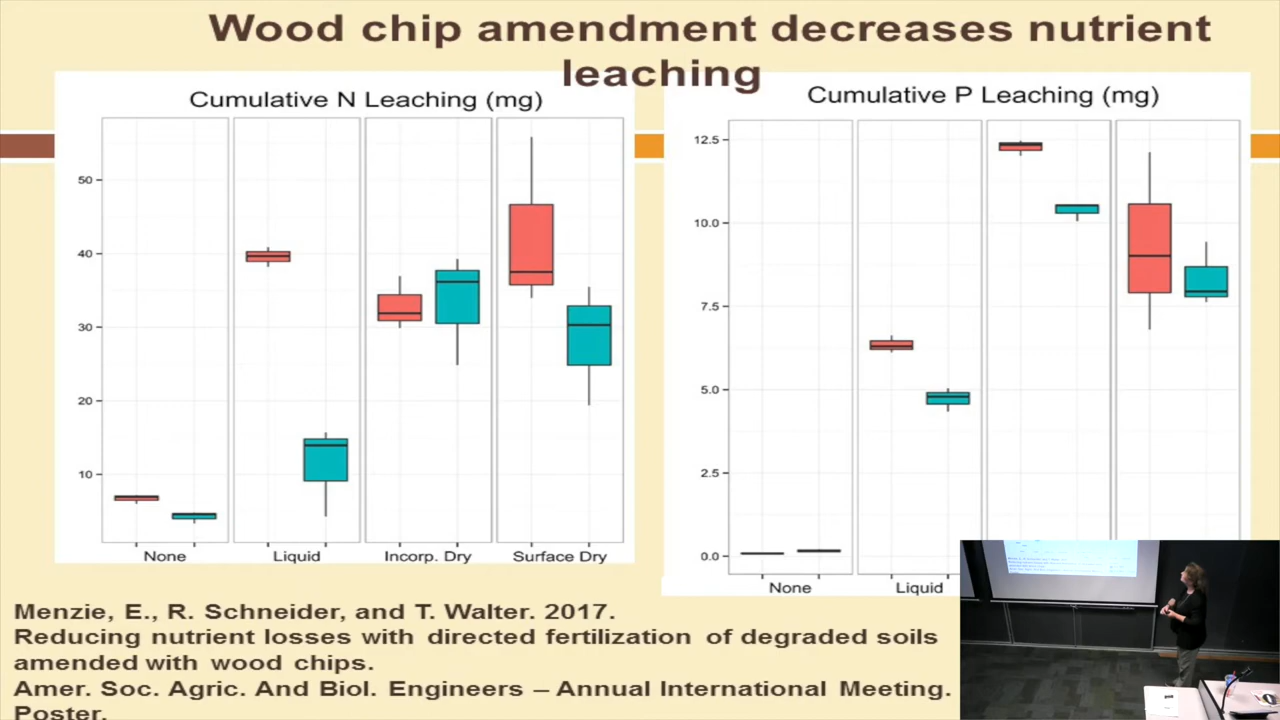 Wood chip amendment decreases nutrient
leaching
Cumulative N Leaching (mg)
50
40
30
20
10
None
Liquid
Incorp. Dry
Surface Dry
Cumulative P Leaching (mg)
12.5
10.0
7.5
5.0
2.5
0.0
None
Liquid
Menzie, E., R. Schneider, and T. Walter. 2017.
Reducing nutrient losses with directed fertilization of degraded soils
amended with wood chips.
Amer. Soc. Agric. And Biol. Engineers – Annual International Meeting.
Poster.